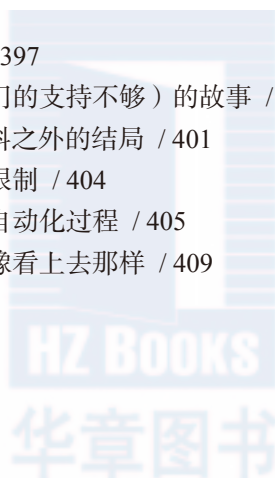 397
们的支持不够）的故事 /
料之外的结局 / 401
限制 / 404
自动化过程 / 405
像看上去那样 / 409
HZ BOOKS
华章图书